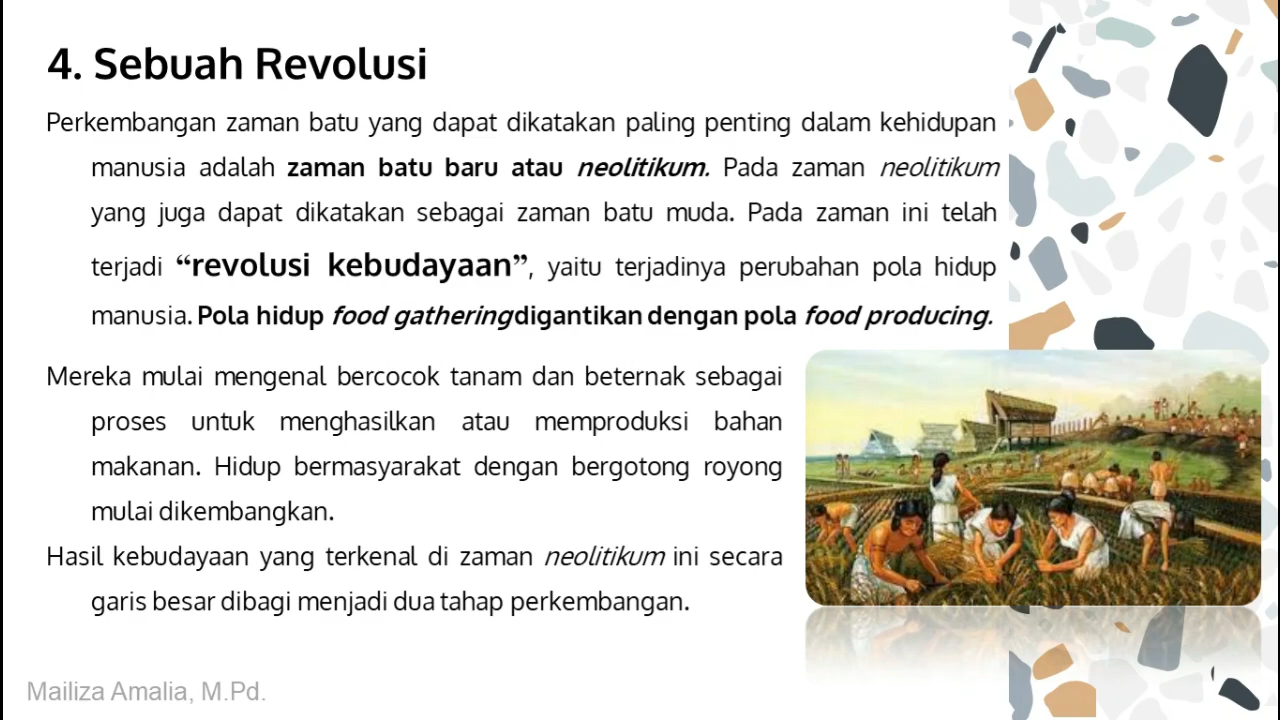 4. Sebuah Revolusi
Perkembangan zaman batu yang dapat dikatakan paling penting dalam kehidupan
manusia adalah zaman batu baru atau neolitikum. Pada zaman neolitikum
yang juga dapat dikatakan sebagai zaman batu muda. Pada zaman ini telah
terjadi “revolusi kebudayaan”, yaitu terjadinya perubahan pola hidup
manusia. Pola hidup food gatheringdigantikan dengan pola food producing.
Mereka mulai mengenal bercocok tanam dan beternak sebagai
proses untuk menghasilkan atau memproduksi bahan
makanan. Hidup bermasyarakat dengan bergotong royong
mulai dikembangkan.
Hasil kebudayaan yang terkenal di zaman neolitikum ini secara
garis besar dibagi menjadi dua tahap perkembangan.
Mailiza Amalia, M.Pd.